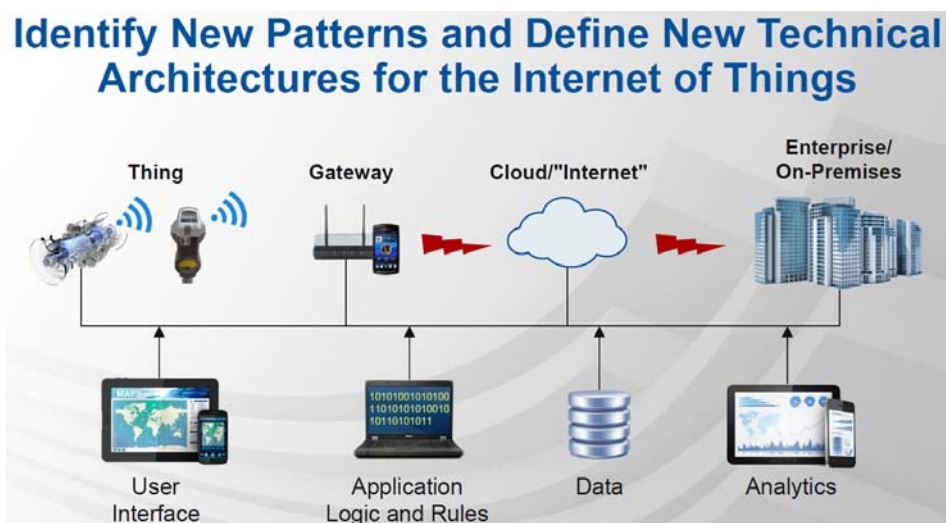 Identify New Patterns and Define New Technical
Architectures for the Internet of Things
Thing
Gateway
Cloud/"Internet"
Enterprise/
On-Premises
MAPS
10101001010100
11010101010010
10110101011
User
Interface
Application
Logic and Rules
Data
Analytics